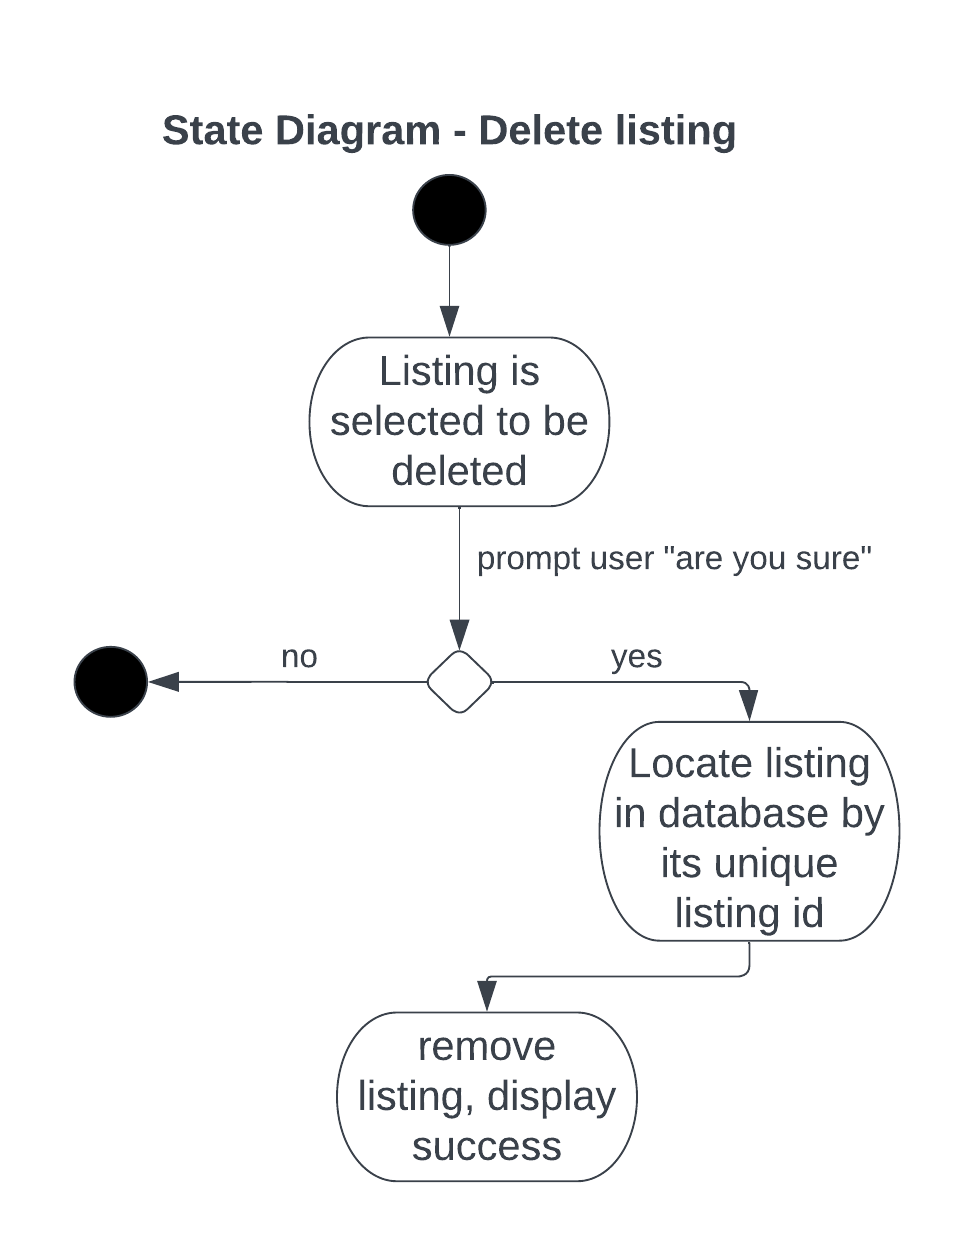 State Diagram - Delete listing
Listing is
selected to be
deleted
prompt user "are you sure"
no
yes
Locate listing
in database by
its unique
listing id
remove
listing, display
success